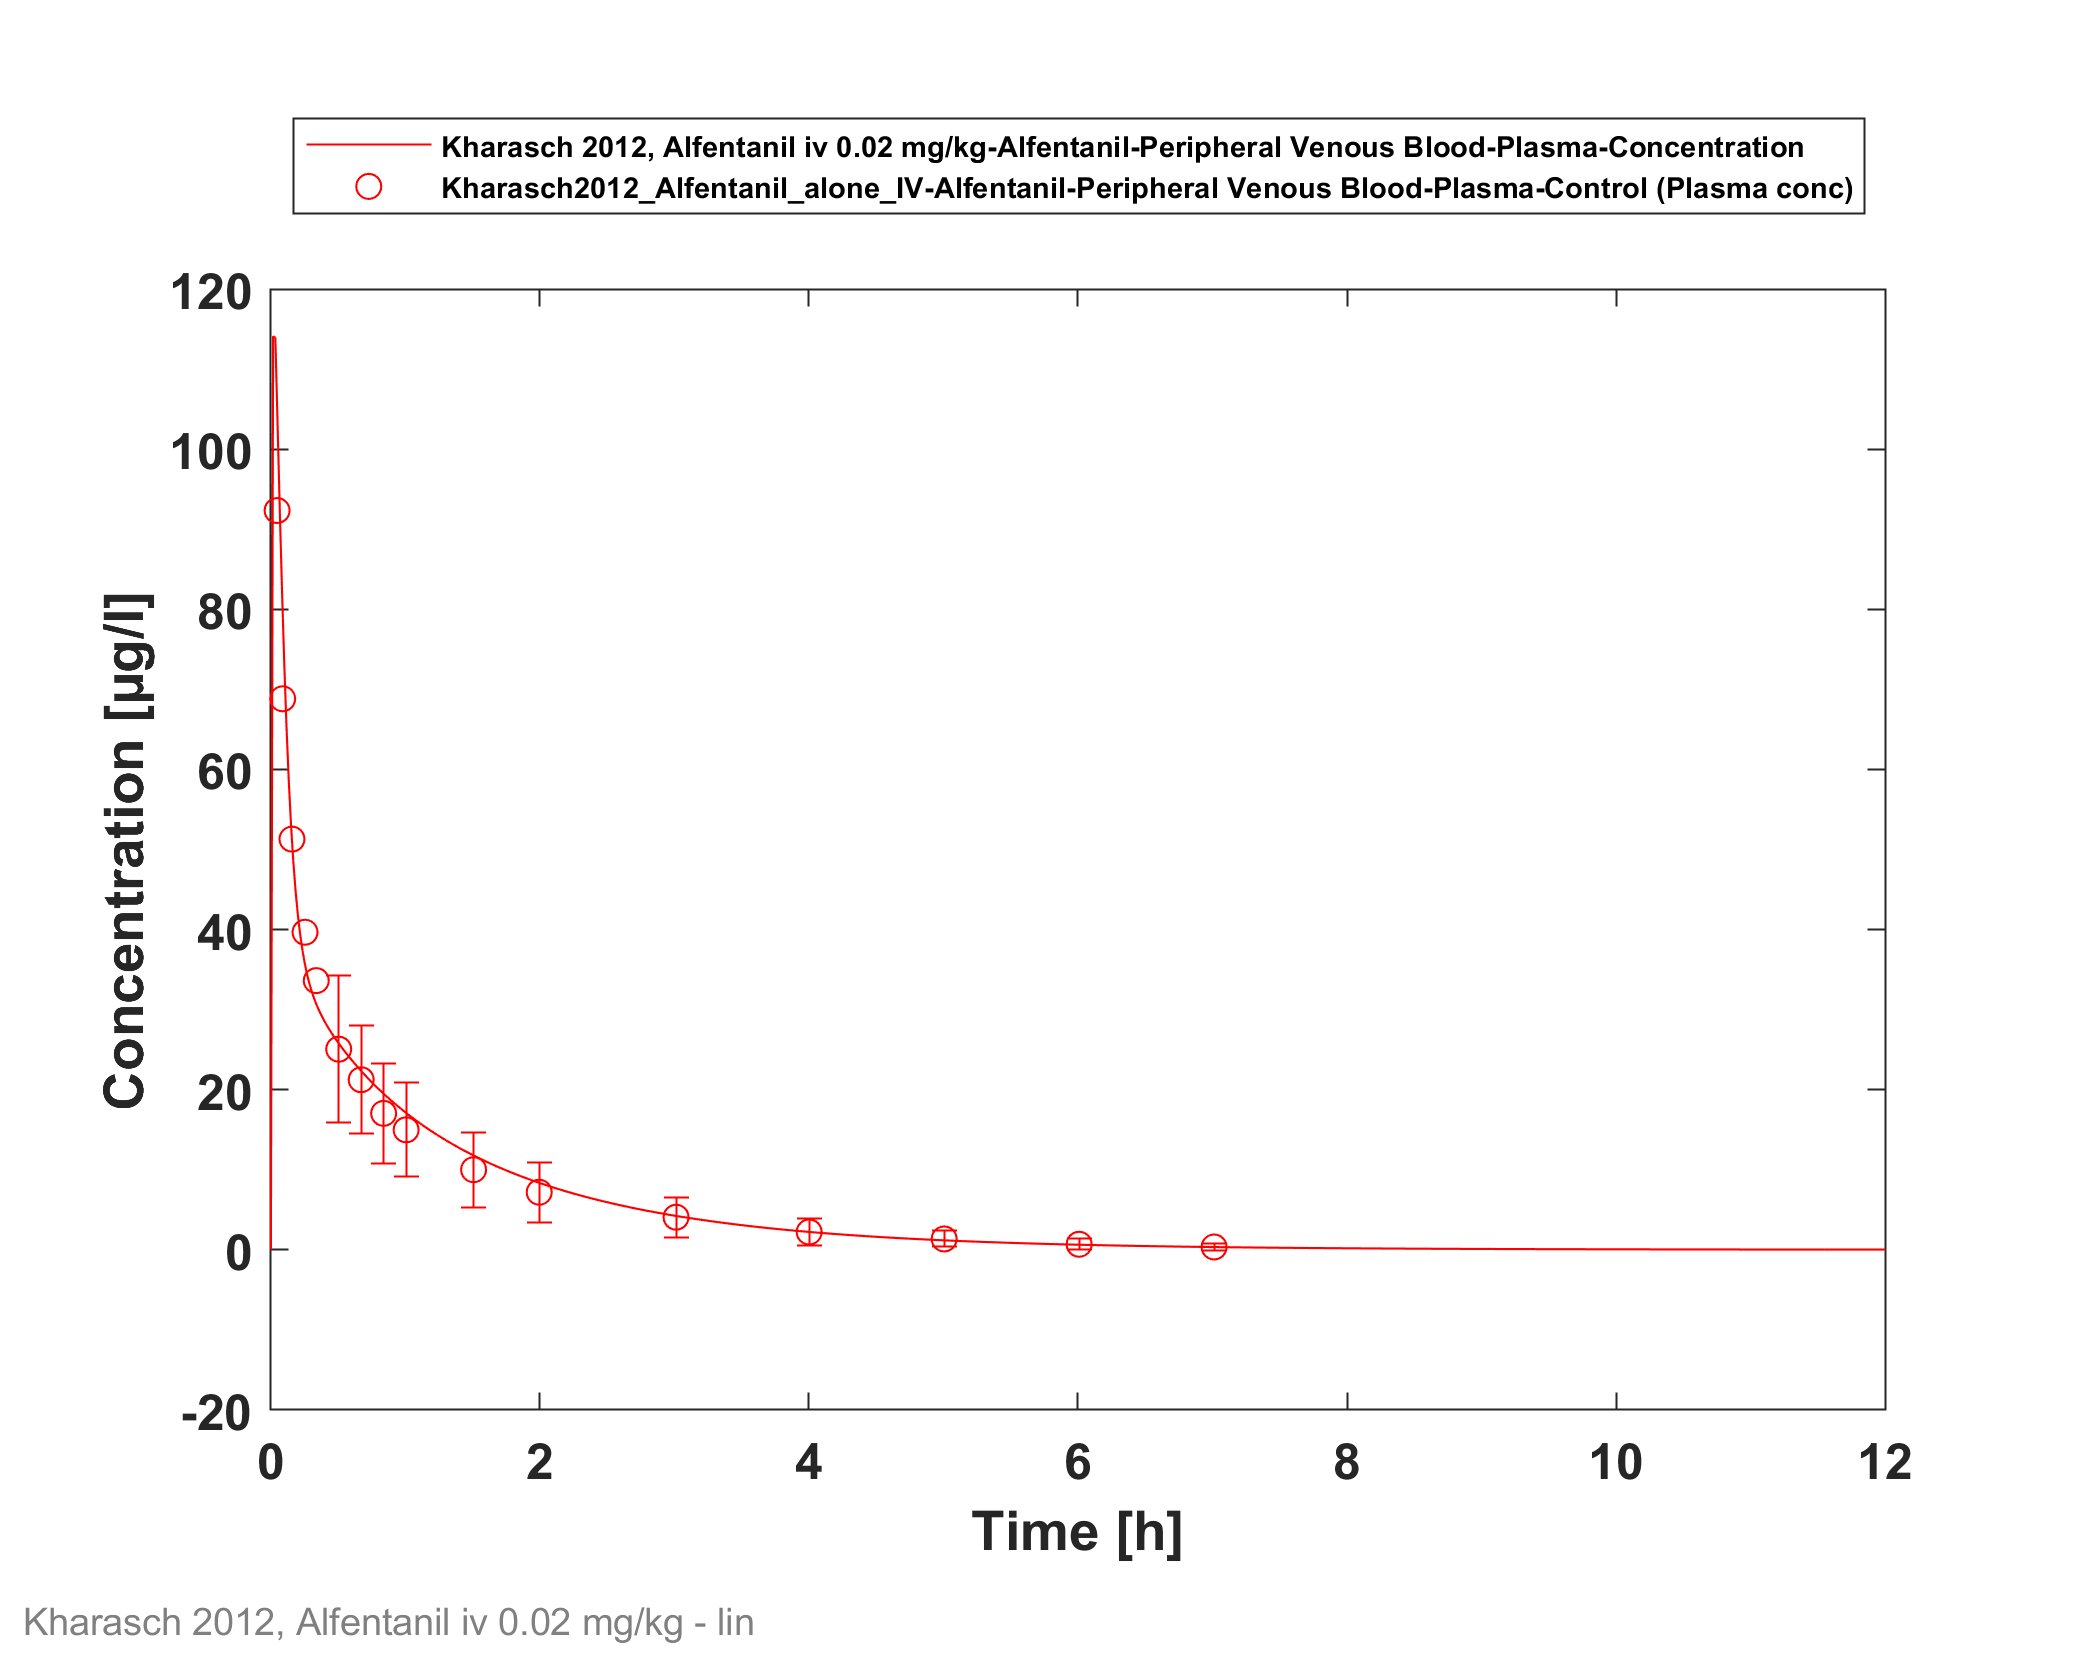 Kharasch 2012, Alfentanil iv 0.02 mg/kg-Alfentanil-Peripheral Venous Blood-Plasma-Concentration
Kharasch2012_Alfentanil_alone_IV-Alfentanil-Peripheral Venous Blood-Plasma-Control (Plasma conc)
120
100
80
60
40
20
0
-20
Concentration [µg/l]
0 2 4 6 8 10 12
Time [h]
Kharasch 2012, Alfentanil iv 0.02 mg/kg - lin